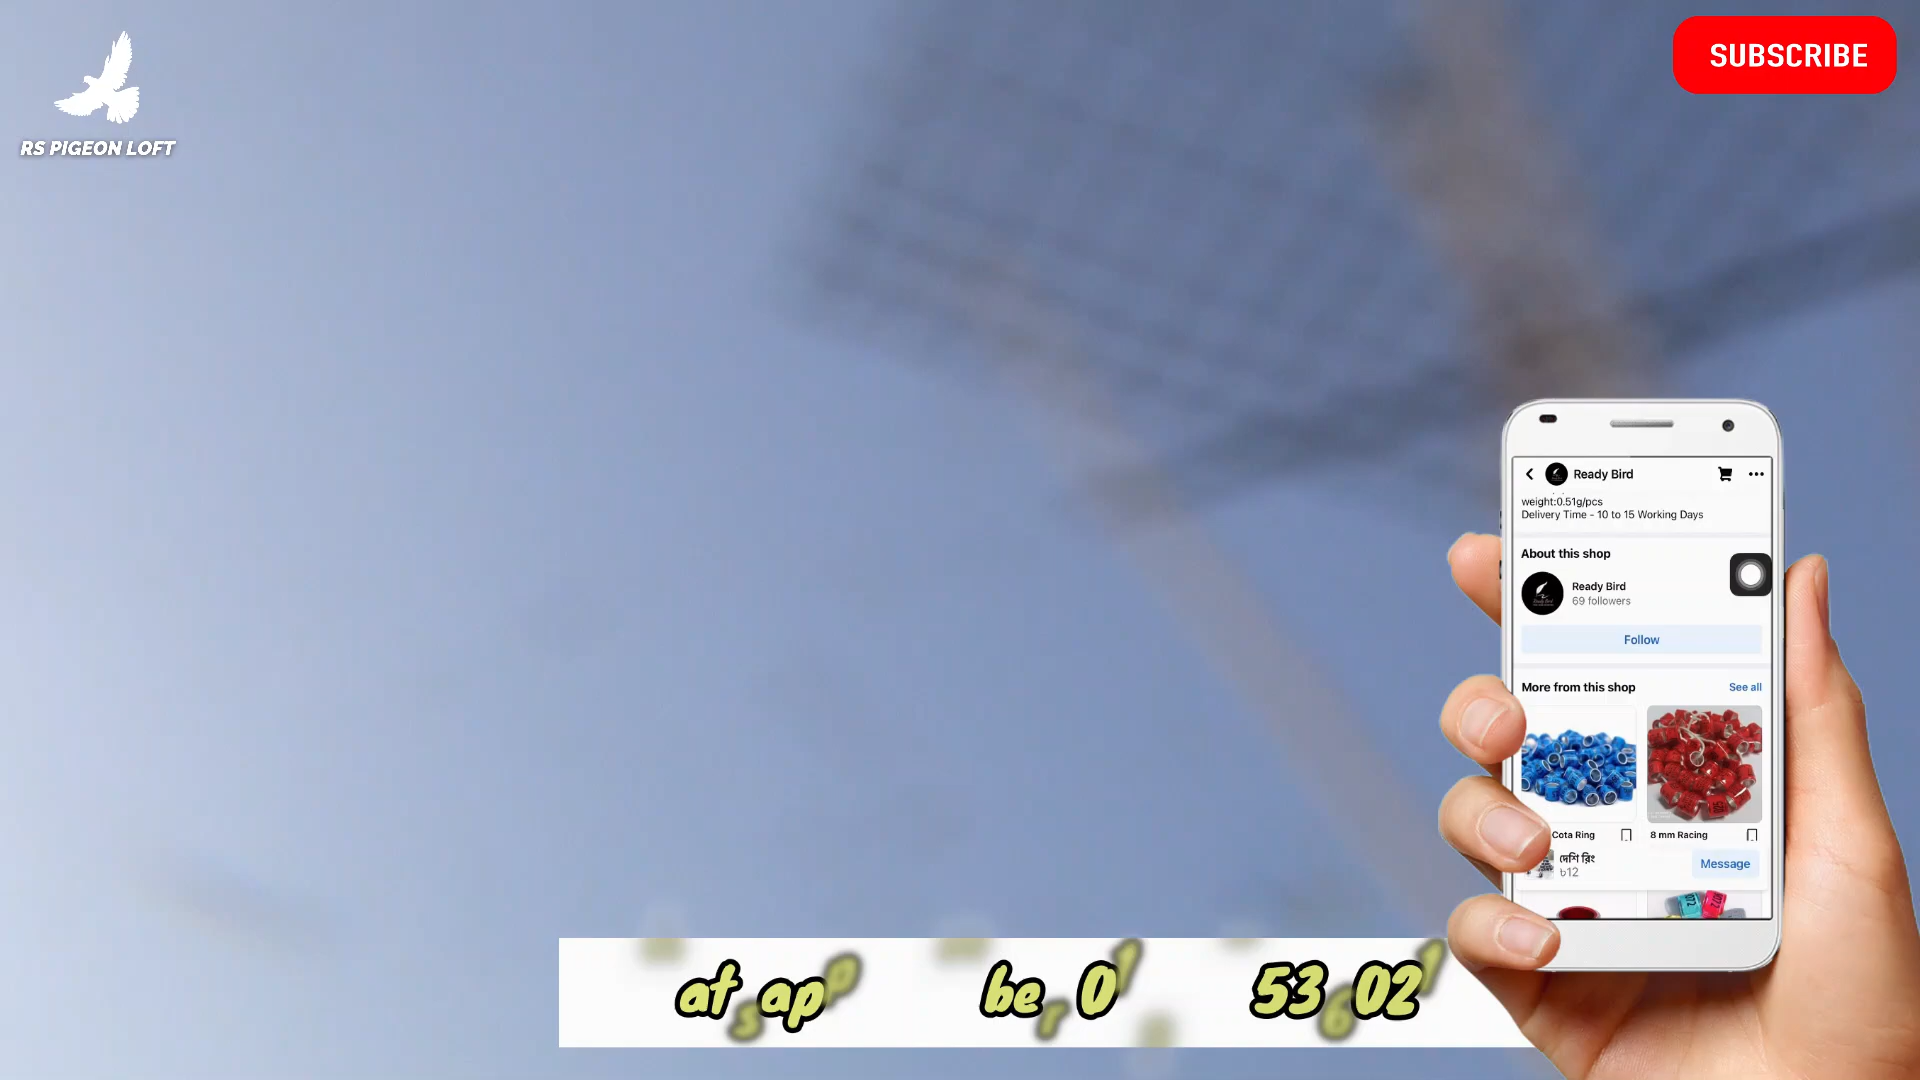 RS PIGEON LOFT
SUBSCRIBE
Ready Bird
weight:0.51g/pcs
Delivery Time - 10 to 15 Working Days
About this shop
Ready Bird
69 followers
Follow
More from this shop
See all
Cota Ring
8 mm Racing
দেশি রিং
৳12
Message